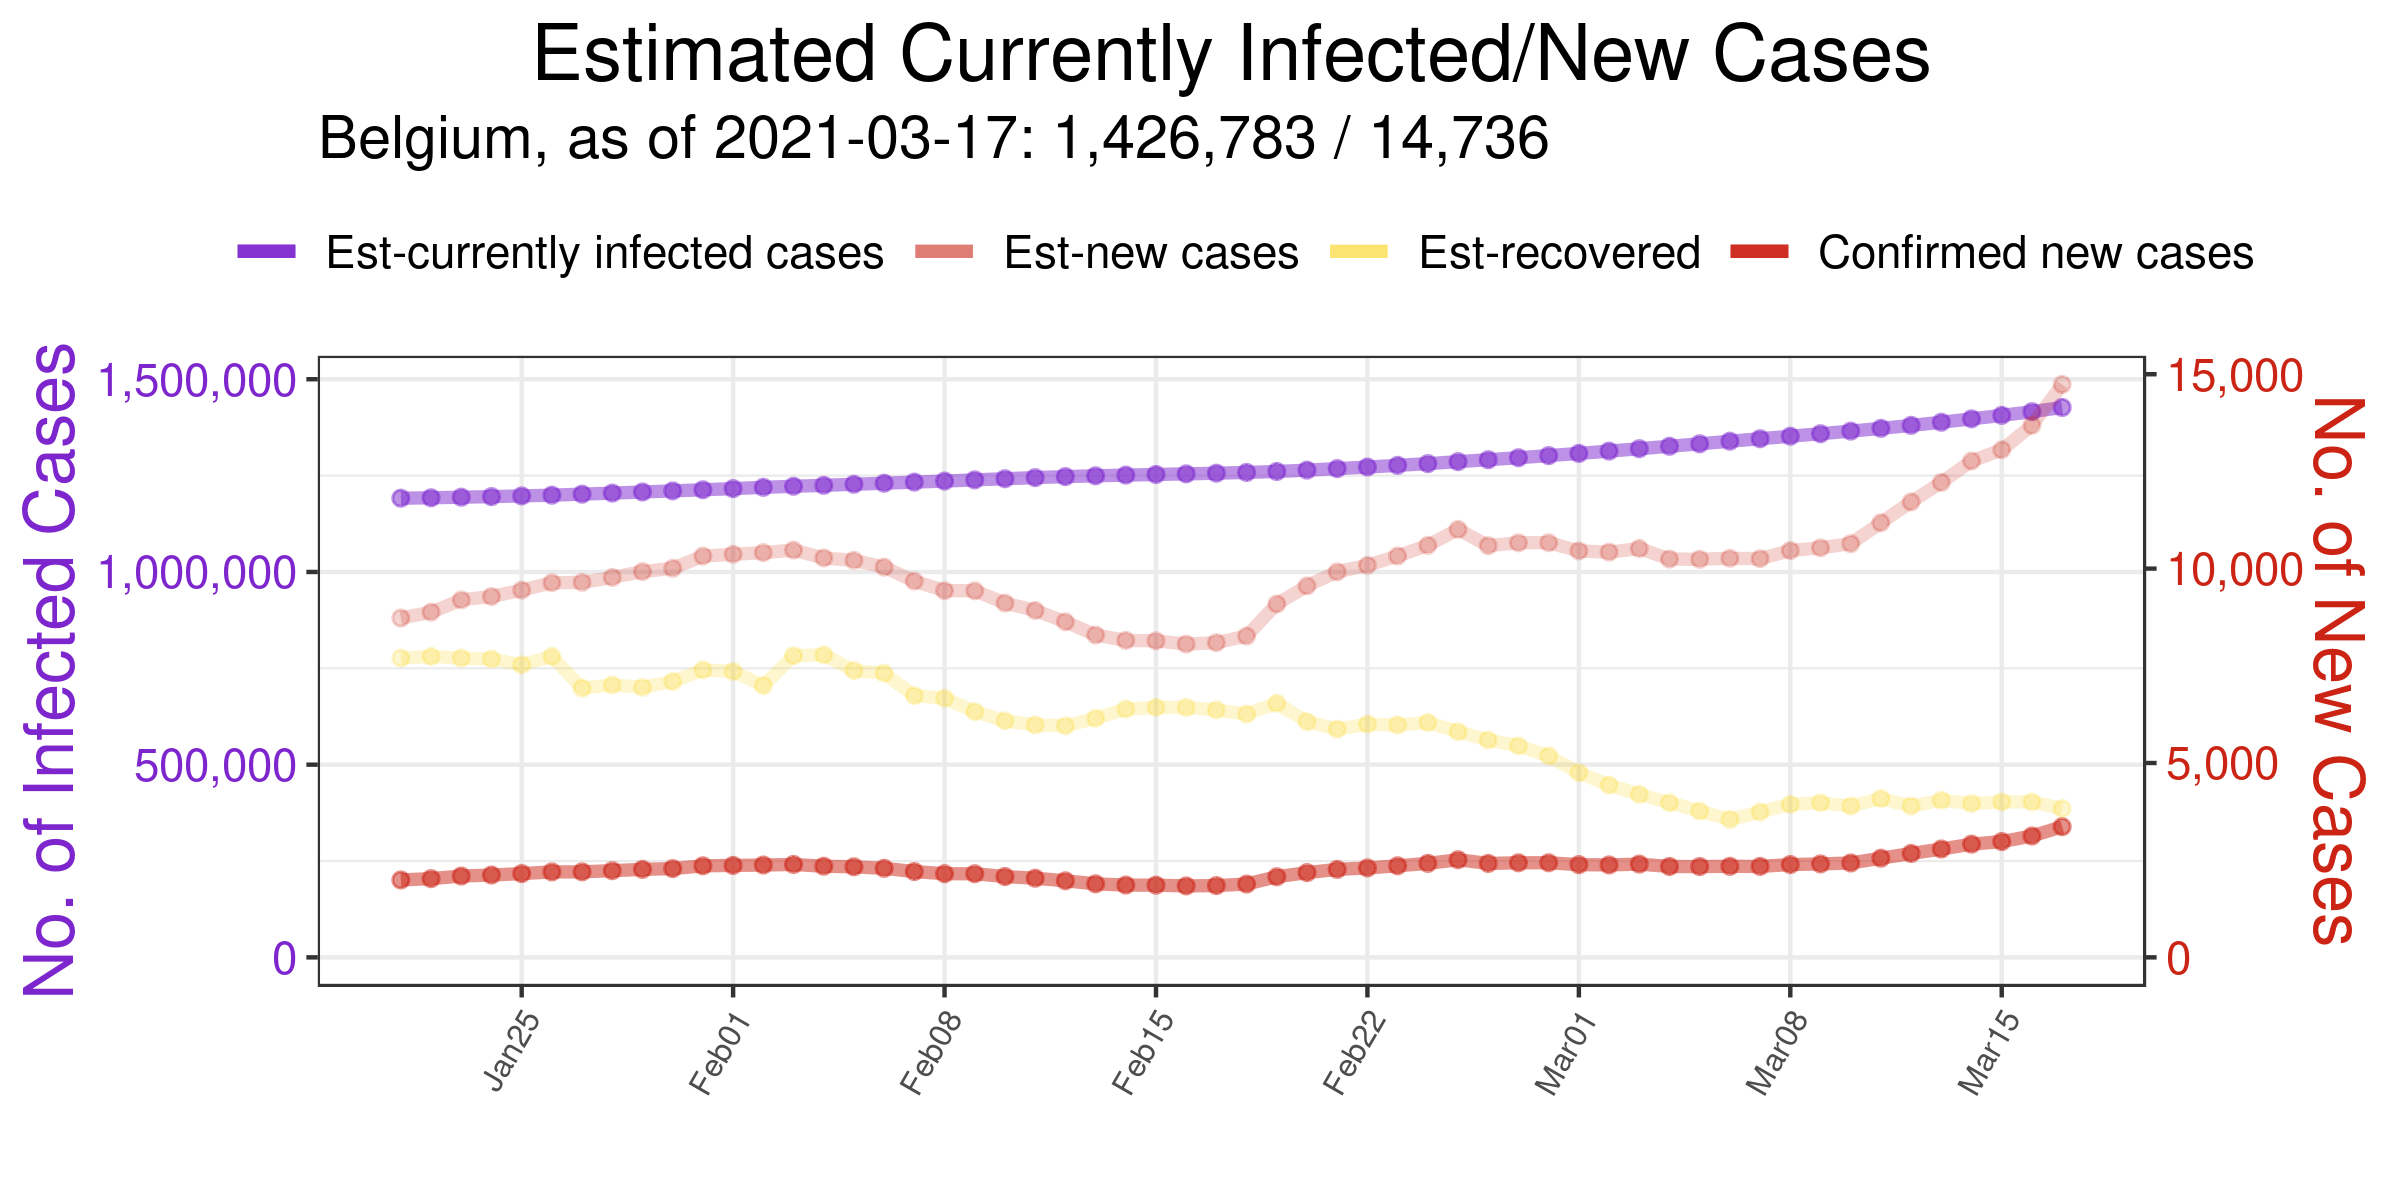 Estimated Currently Infected/New Cases
Belgium, as of 2021-03-17: 1,426,783 / 14,736
Est-currently infected cases Est-new cases Est-recovered Confirmed new cases
No. of Infected Cases
1,500,000
1,000,000
500,000
0
15,000
10,000
5,000
0
No. of New Cases
Jan25 Feb01 Feb08 Feb15 Feb22 Mar01 Mar08 Mar15